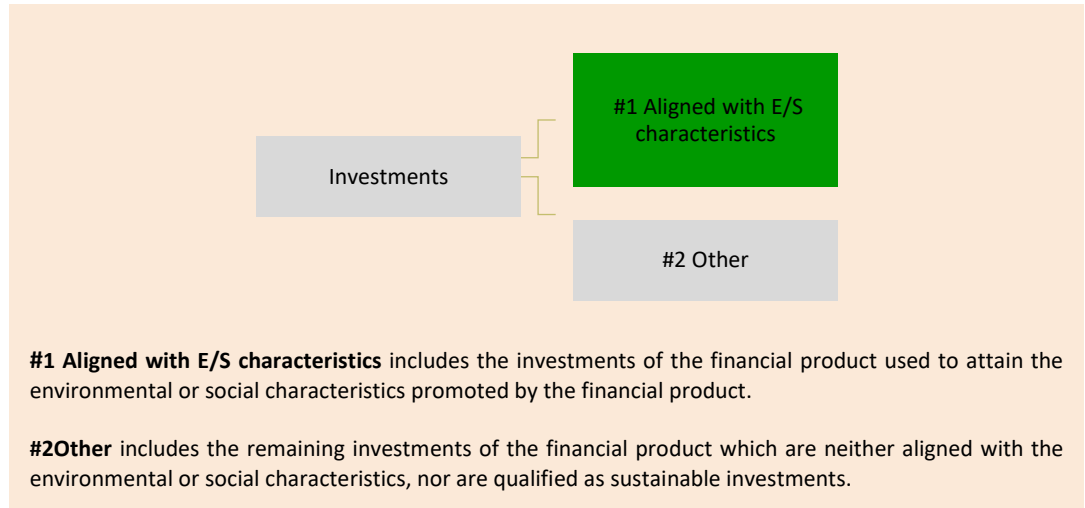 #1 Aligned with E/S
characteristics
Investments
#2 Other
#1 Aligned with E/S characteristics includes the investments of the financial product used to attain the
environmental or social characteristics promoted by the financial product.
#2Other includes the remaining investments of the financial product which are neither aligned with the
environmental or social characteristics, nor are qualified as sustainable investments.